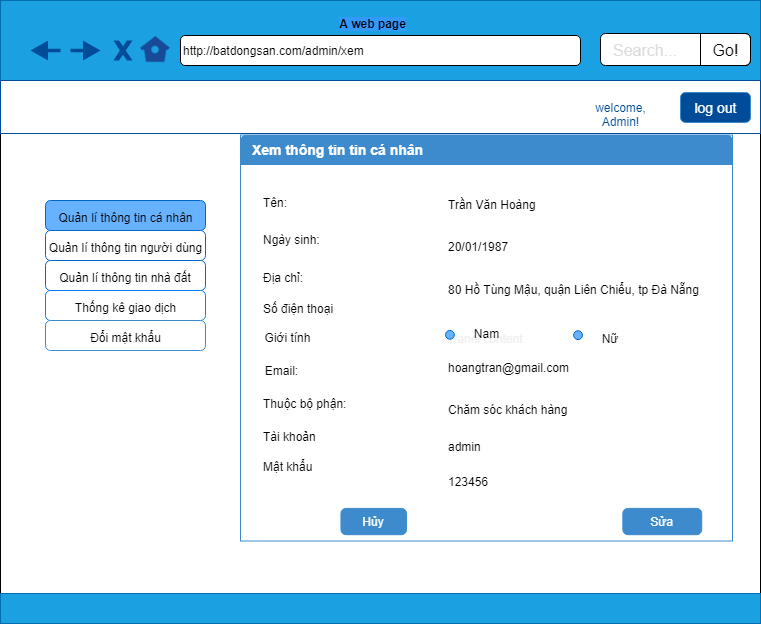 A web page
X
http://batdongsan.com/admin/xem
Search...
Go!
welcome,
Admin!
log out
Xem thông tin tin cá nhân
Quản lí thông tin cá nhân
Quản lí thông tin người dùng
Quản lí thông tin nhà đất
Thống kê giao dịch
Đổi mật khẩu
Tên:
Trần Văn Hoàng
Ngày sinh:
20/01/1987
Địa chỉ:
80 Hồ Tùng Mậu, quận Liên Chiểu, tp Đà Nẵng
Số điện thoại
Giới tính
Nam
Nữ
Email:
hoangtran@gmail.com
Thuộc bộ phận:
Chăm sóc khách hàng
Tài khoản
admin
Mật khẩu
123456
Hủy
Sửa